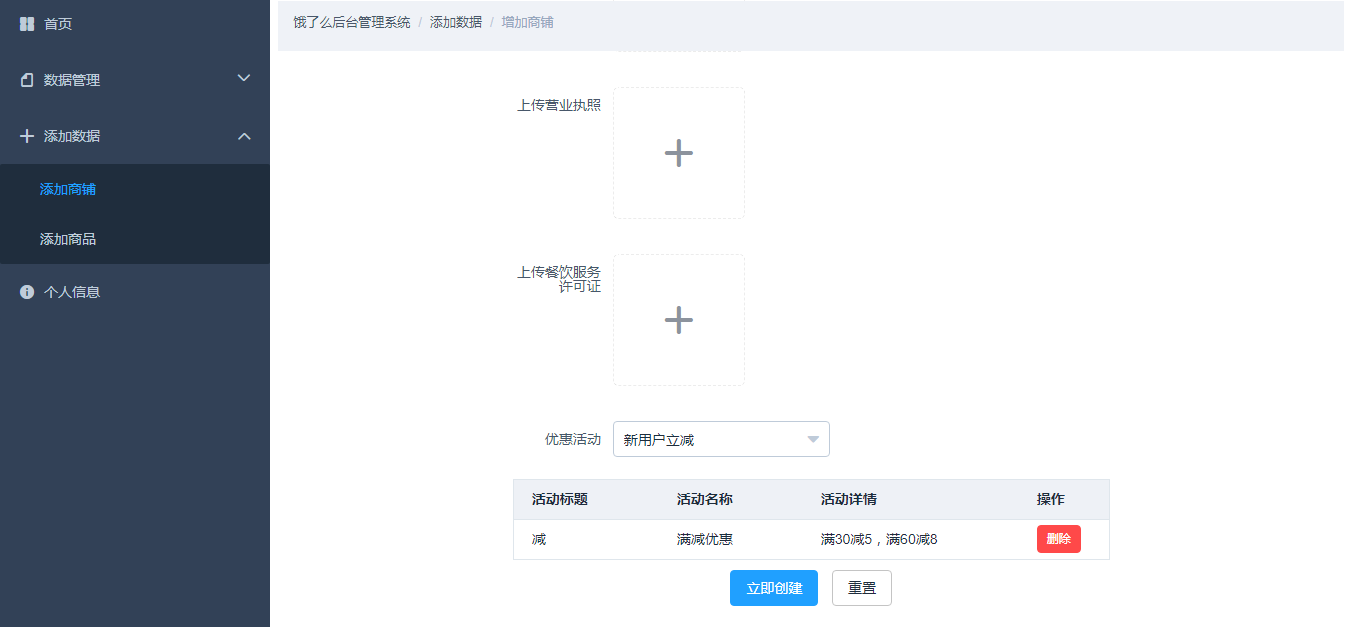 首页
数据管理
添加数据
添加商铺
添加商品
个人信息
饿了么后台管理系统 / 添加数据 / 增加商铺
上传营业执照
上传餐饮服务
许可证
优惠活动 新用户立减
活动标题 活动名称 活动详情 操作
减 满减优惠 满30减5，满60减8 删除
立即创建 重置